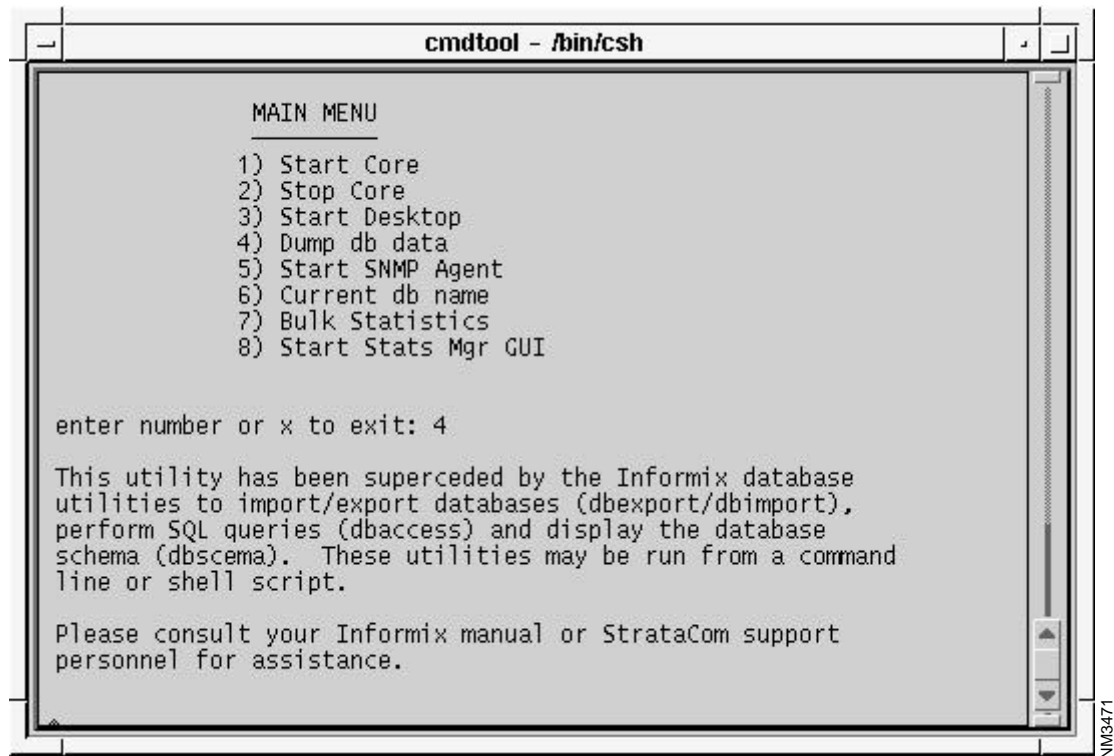 cmdtool - /bin/csh
MAIN MENU
1) Start Core
2) Stop Core
3) Start Desktop
4) Dump db data
5) Start SNMP Agent
6) Current db name
7) Bulk Statistics
8) Start Stats Mgr GUI
enter number or x to exit: 4
This utility has been superceded by the Informix database
utilities to import/export databases (dbexport/dbimport),
perform SQL queries (dbaccess) and display the database
schema (dbscema).  These utilities may be run from a command
line or shell script.
Please consult your Informix manual or StrataCom support
personnel for assistance.
NM3471